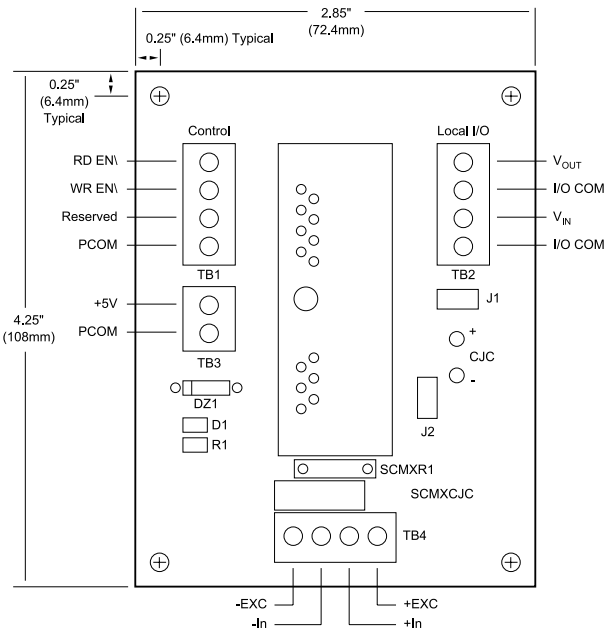 2.85"
(72.4mm)
0.25" (6.4mm) Typical
0.25"
(6.4mm)
Typical
Control
Local I/O
RD EN\
WR EN\
Reserved
PCOM
TB1
V_OUT
I/O COM
V_IN
I/O COM
TB2
+5V
PCOM
TB3
J1
4.25"
(108mm)
+
CJC
-
DZ1
D1
R1
J2
SCMXR1
SCMXCJC
TB4
-EXC
+EXC
-In
+In